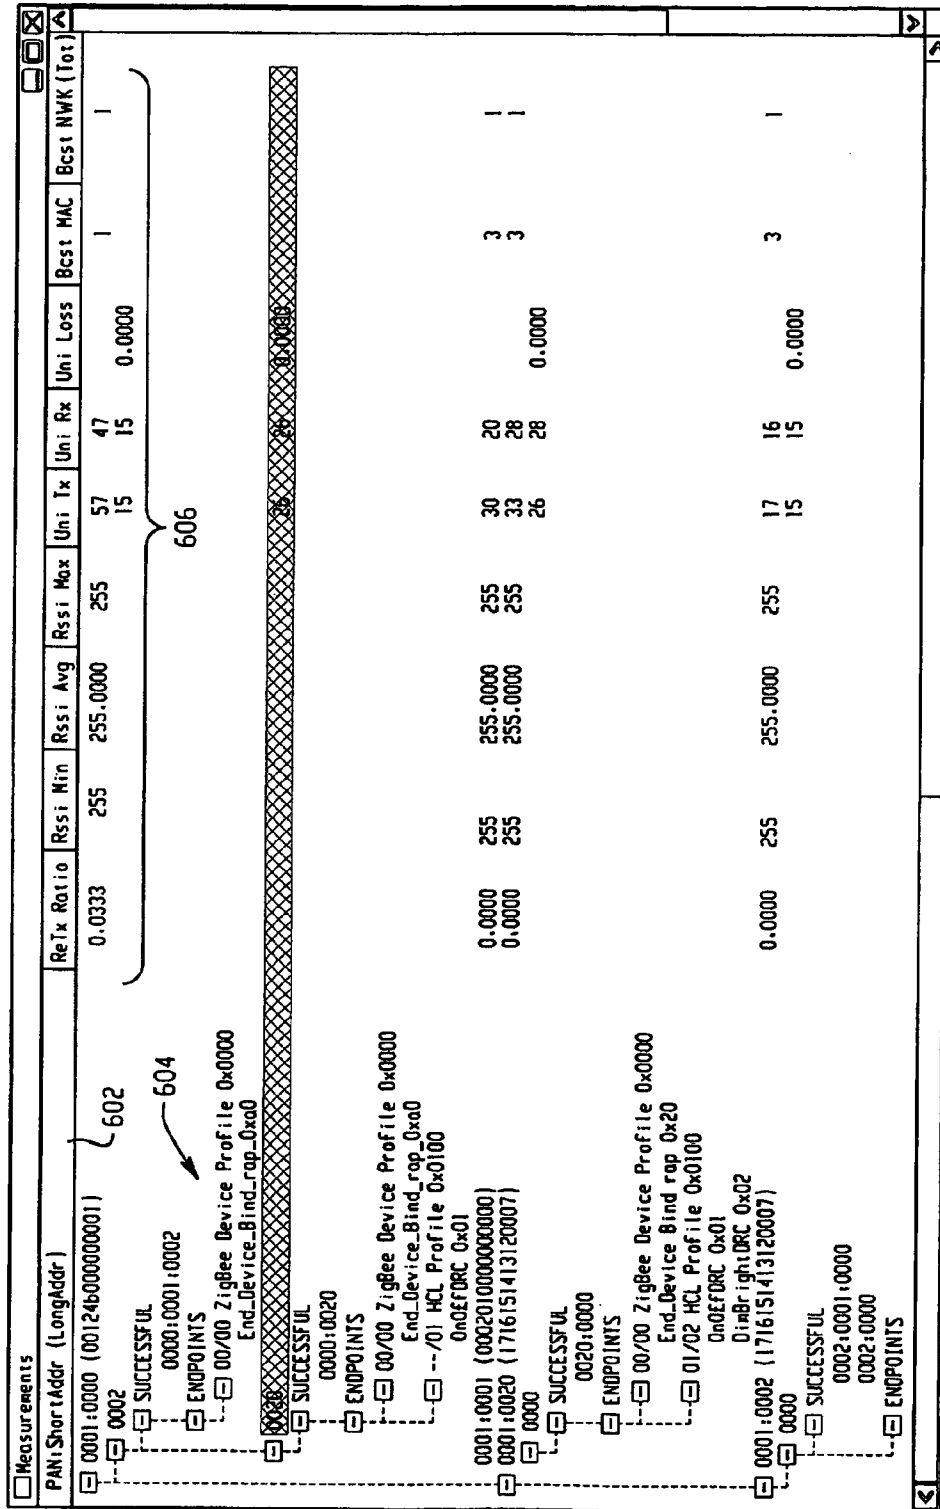 Measurements
PAN:ShortAddr (LongAddr) ReTx Ratio Rssi Min Rssi Avg Rssi Max Uni Tx Uni Rx Uni Loss Bcst MAC Bcst NWK (Tot)
0001:0000 (00124b0000000001) 0.0333 255 255.0000 255 57 47 1 1
0002 15 15 0.0000
SUCCESSFUL
0000:0001:0002
ENDPOINTS
00/00 ZigBee Device Profile 0x0000
End_Device_Bind_rap_0xa0
602
604
606
0020 26 26 0.0000
SUCCESSFUL
0000:0020
ENDPOINTS
00/00 ZigBee Device Profile 0x0000
End_Device_Bind_rap_0xa0
--/01 HCL Profile 0x0100
OnOEfDRC 0x01
0001:0001 (0002010000000000) 0.0000 255 255.0000 255 30 20 3 1
0001:0020 (1716151413120007) 0.0000 255 255.0000 255 33 28 3 1
0000 26 28 0.0000
SUCCESSFUL
0020:0000
ENDPOINTS
00/00 ZigBee Device Profile 0x0000
End_Device Bind rap 0x20
01/02 HCL Profile 0x0100
OnOEfDRC 0x01
DimBrightDRC 0x02
0001:0002 (1716151413120007) 0.0000 255 255.0000 255 17 16 3 1
0000 15 15 0.0000
SUCCESSFUL
0002:0001:0000
0002:0000
ENDPOINTS